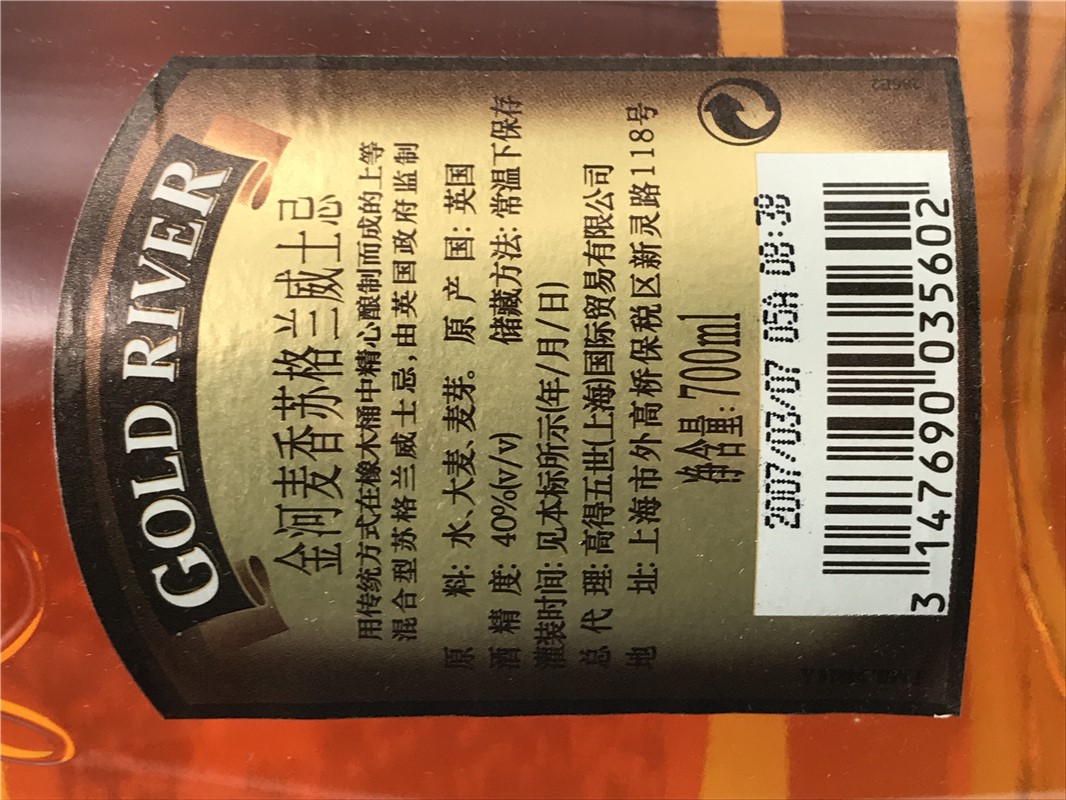 GOLD RIVER
金河麦香苏格兰威士忌
用传统方式在橡木桶中精心酿制而成的上等
混合型苏格兰威士忌,由英国政府监制
原 料: 水、大麦、麦芽。 原 产 国: 英国
酒 精 度: 40%(v/v) 储藏方法: 常温下保存
灌装时间: 见本标所示(年/月/日)
总 代 理: 高得五世(上海)国际贸易有限公司
地 址: 上海市外高桥保税区新灵路118号
净含量: 700ml
2007/03/07 05A 08:38
3 147690 035602